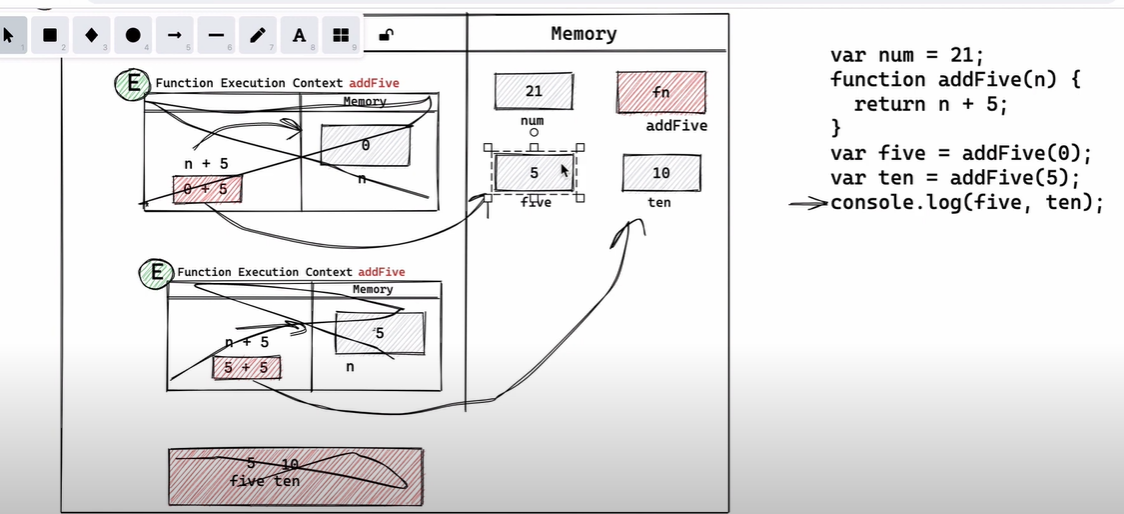 1
2
3
4
5
6
7
A 8
9
Memory
E Function Execution Context addFive
Memory
n + 5
0 + 5
0
n
21
num
fn
addFive
5
five
10
ten
E Function Execution Context addFive
Memory
n + 5
5 + 5
5
n
5 10
five ten
var num = 21;
function addFive(n) {
return n + 5;
}
var five = addFive(0);
var ten = addFive(5);
console.log(five, ten);